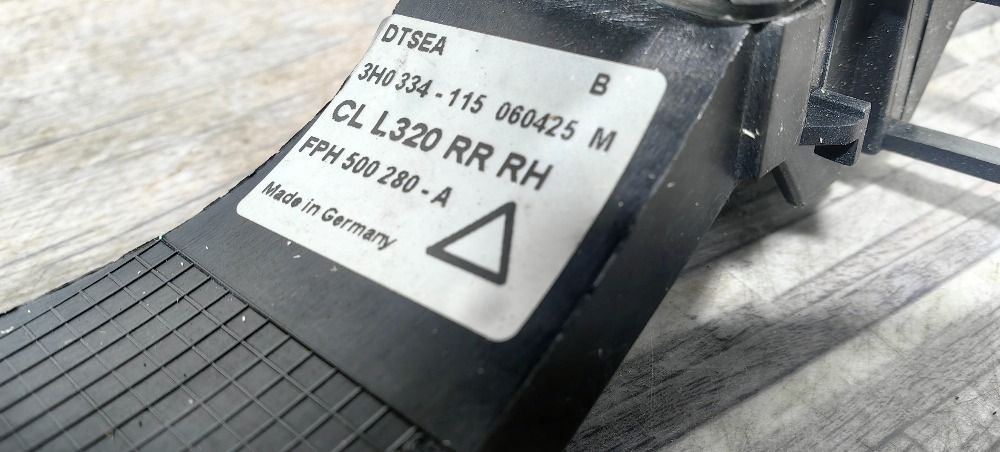 DTSEA B
3H0 334 - 115 060425 M
CL L320 RR RH
FPH 500 280 - A
Made in Germany